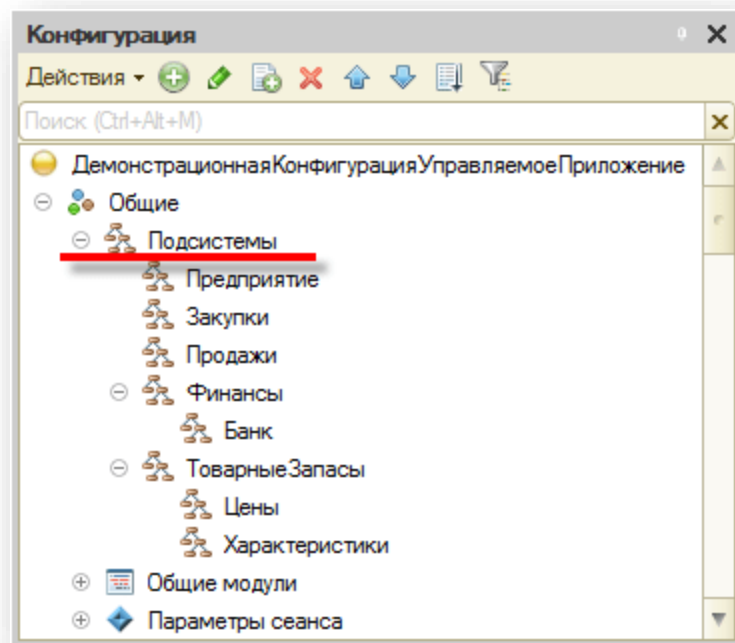 Конфигурация
Действия
Поиск (Ctrl+Alt+M)
ДемонстрационнаяКонфигурацияУправляемоеПриложение
Общие
Подсистемы
Предприятие
Закупки
Продажи
Финансы
Банк
ТоварныеЗапасы
Цены
Характеристики
Общие модули
Параметры сеанса